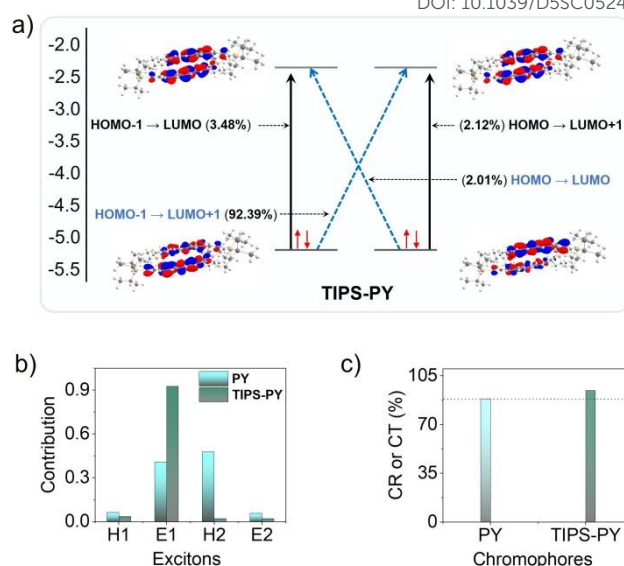 DOI: 10.1039/D5SC0524
a)
-2.0
-2.5
-3.0
-3.5
-4.0
-4.5
-5.0
-5.5
HOMO-1 → LUMO (3.48%)
(2.12%) HOMO → LUMO+1
(2.01%) HOMO → LUMO
HOMO-1 → LUMO+1 (92.39%)
TIPS-PY
b)
Contribution
0.9
0.6
0.3
0.0
PY
TIPS-PY
H1 E1 H2 E2
Excitons
c)
CR or CT (%)
105
70
35
0
PY TIPS-PY
Chromophores